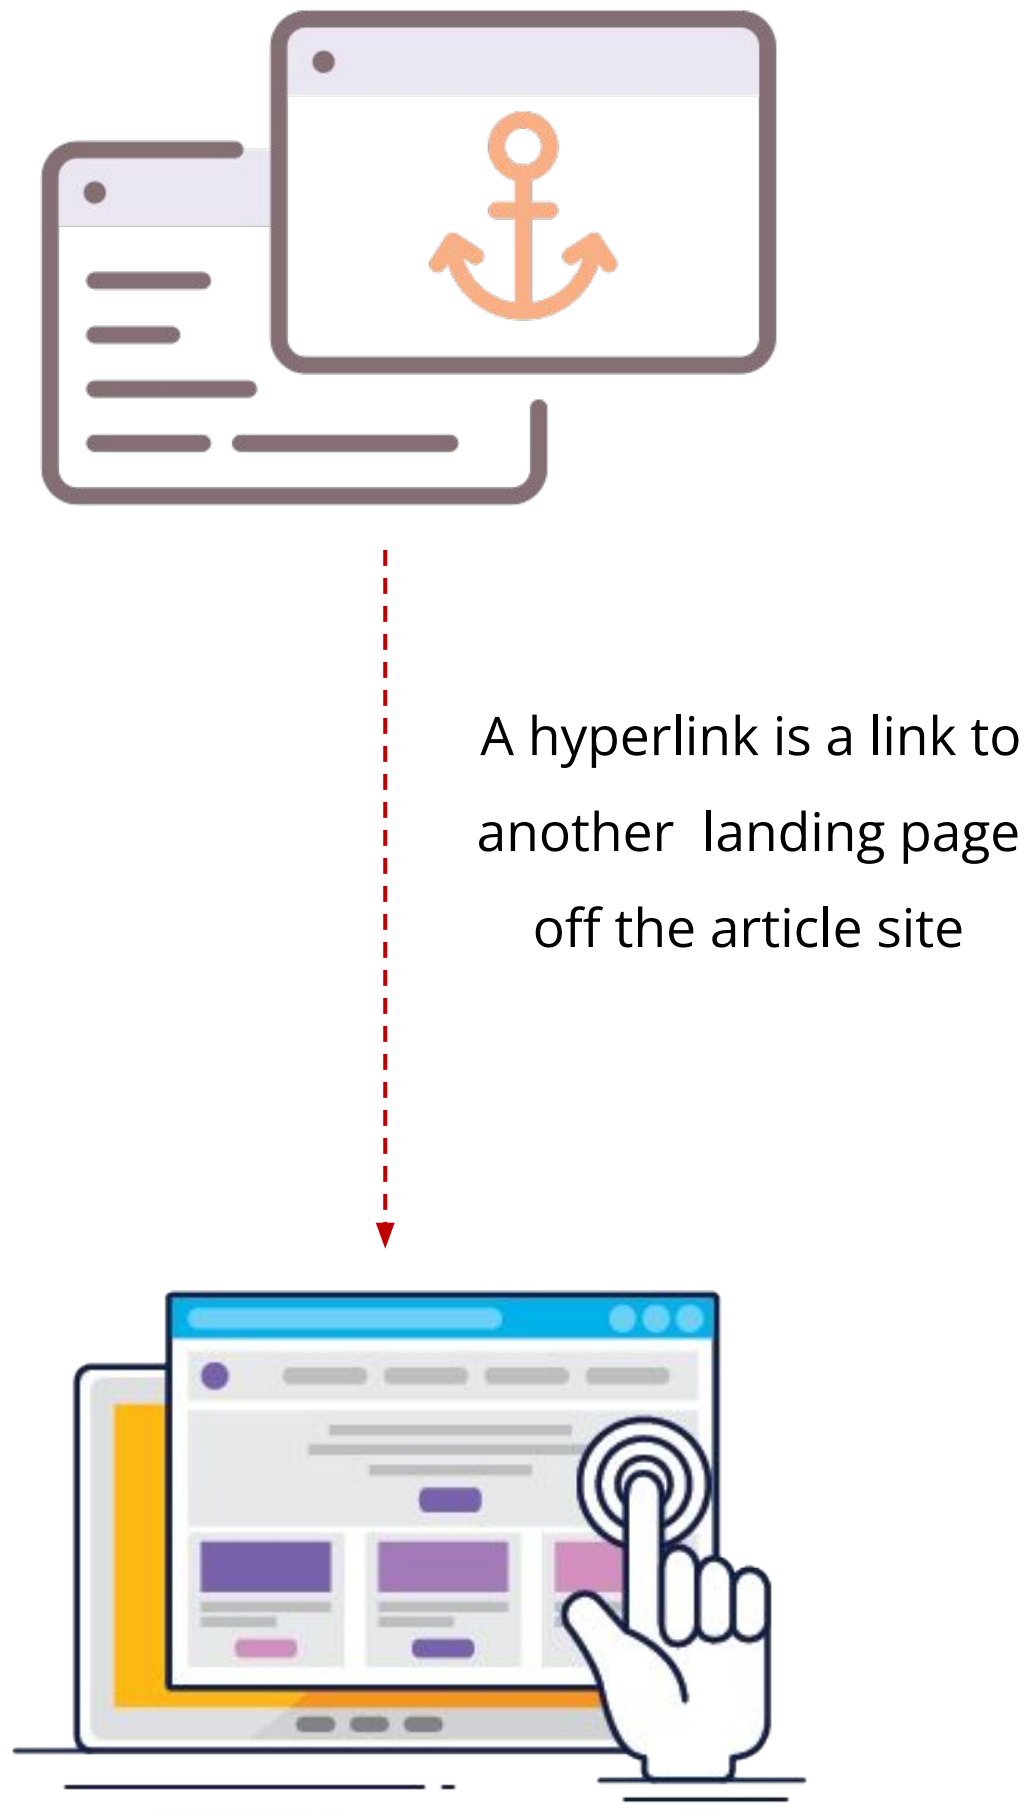 A hyperlink is a link to
another landing page
off the article site